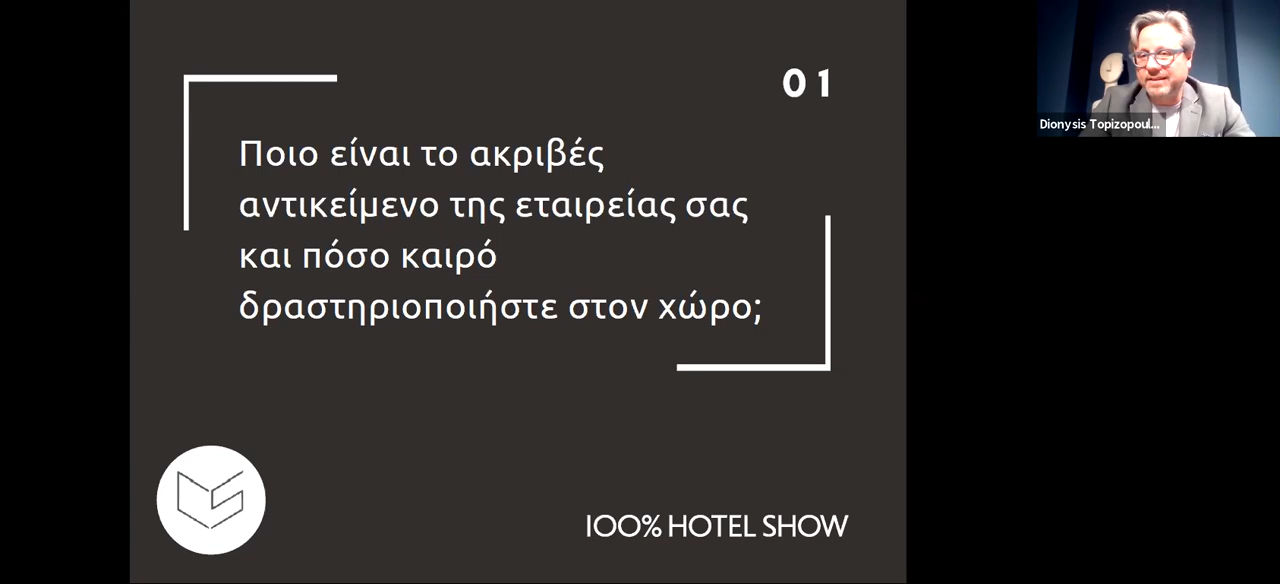 01
Ποιο είναι το ακριβές
αντικείμενο της εταιρείας σας
και πόσο καιρό
δραστηριοποιήστε στον χώρο;
100% HOTEL SHOW
Dionysis Topizopoul...